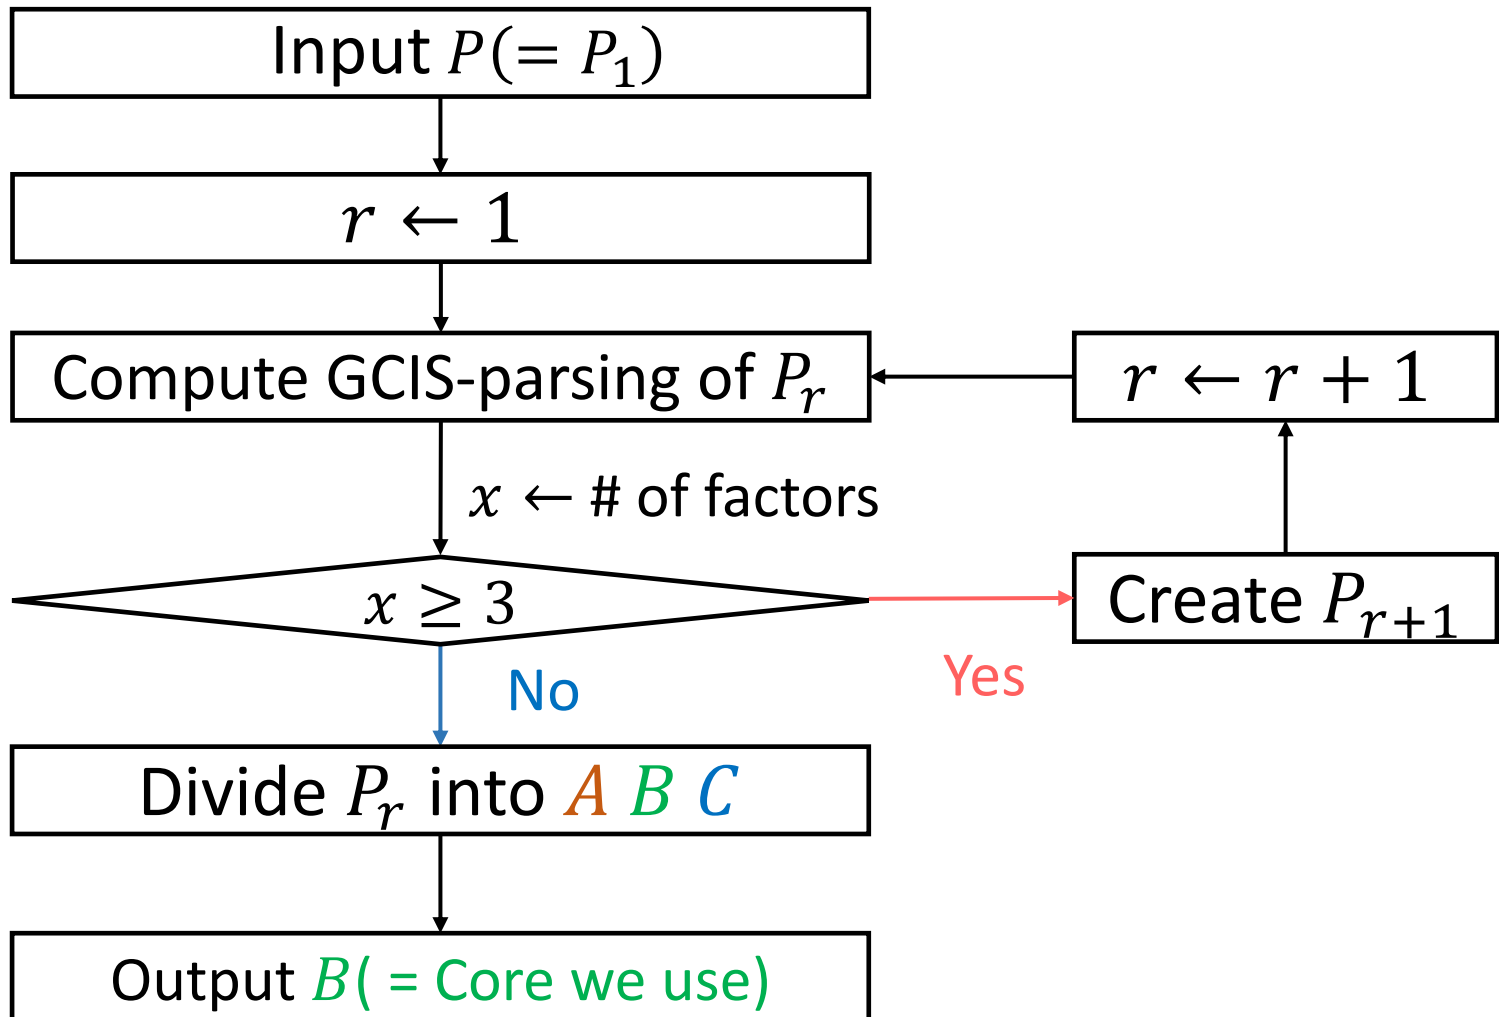 Input P(= P₁)
r ← 1
Compute GCIS-parsing of Pᵣ
r ← r + 1
x ← # of factors
x ≥ 3
Create Pᵣ₊₁
Yes
No
Divide Pᵣ into A B C
Output B( = Core we use)